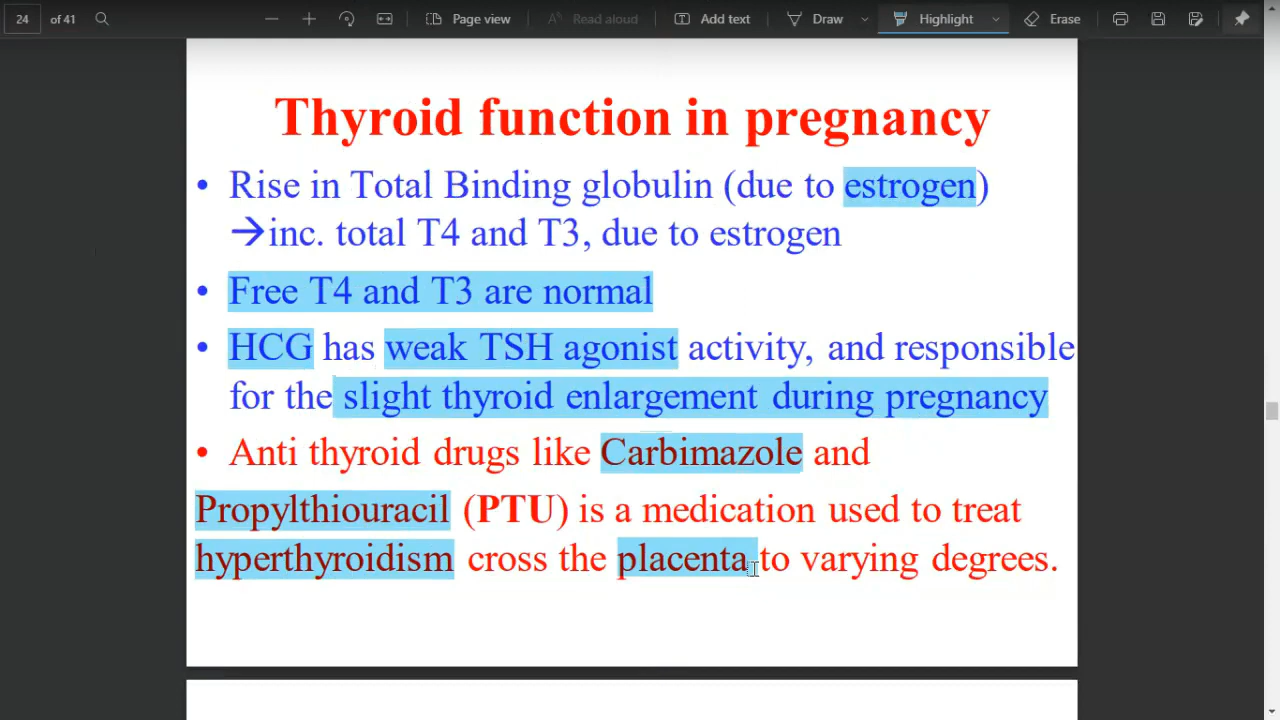 24 of 41 Page view Read aloud Add text Draw Highlight Erase
Thyroid function in pregnancy
• Rise in Total Binding globulin (due to estrogen)
→inc. total T4 and T3, due to estrogen
• Free T4 and T3 are normal
• HCG has weak TSH agonist activity, and responsible
for the slight thyroid enlargement during pregnancy
• Anti thyroid drugs like Carbimazole and
Propylthiouracil (PTU) is a medication used to treat
hyperthyroidism cross the placenta to varying degrees.